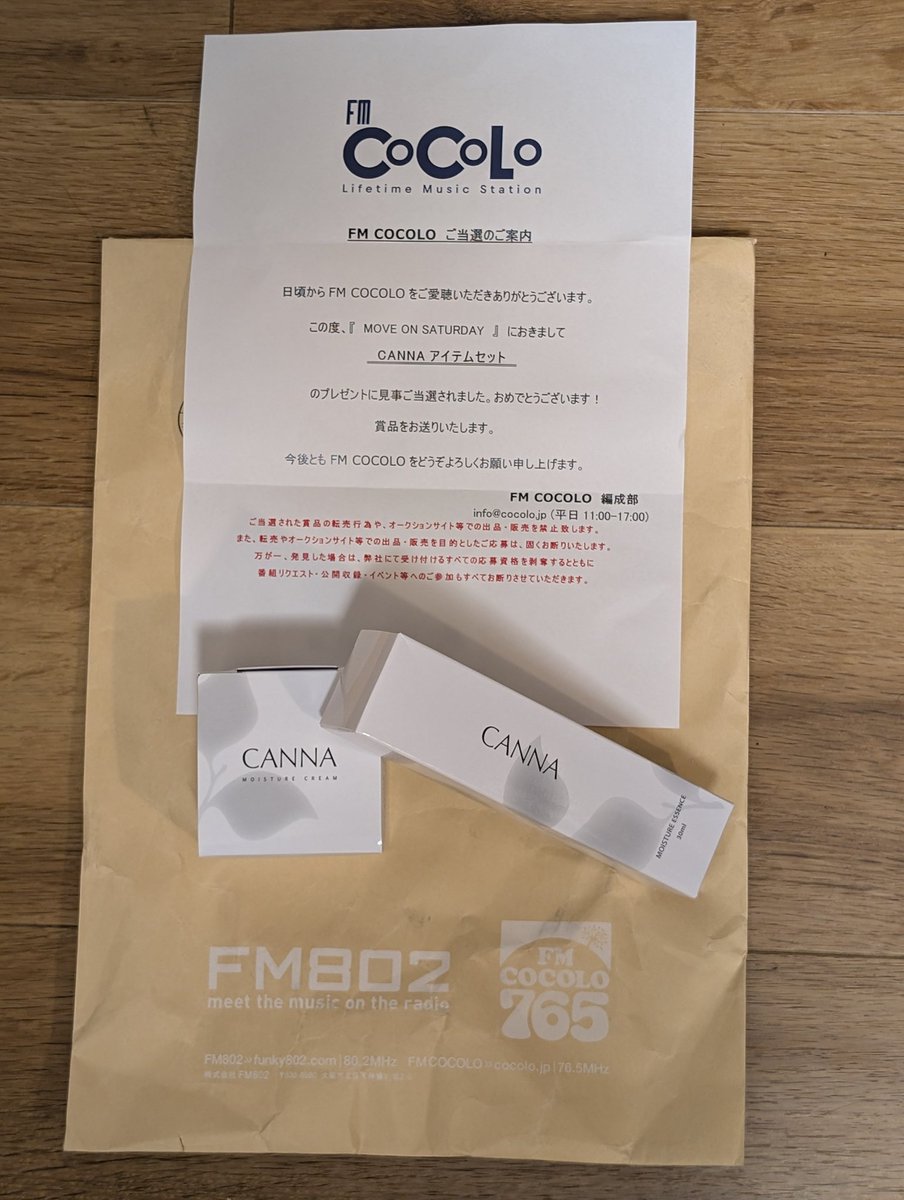 FM
CoCoLo
Lifetime Music Station
FM COCOLO ご当選のご案内
日頃から FM COCOLO をご愛聴いただきありがとうございます。
この度、『 MOVE ON SATURDAY 』 におきまして
CANNA アイテムセット
のプレゼントに見事ご当選されました。おめでとうございます！
賞品をお送りいたします。
今後とも FM COCOLO をどうぞよろしくお願い申し上げます。
FM COCOLO 編成部
info@cocolo.jp (平日 11:00-17:00)
ご当選された賞品の転売行為や、オークションサイト等での出品・販売を禁止致します。
また、転売やオークションサイト等での出品・販売を目的としたご応募は、固くお断りいたします。
万が一、発見した場合は、弊社にて受け付けるすべての応募資格を剥奪するとともに
番組リクエスト・公開収録・イベント等へのご参加もすべてお断りさせていただきます。
CANNA
MOISTURE CREAM
CANNA
MOISTURE ESSENCE
30ml
FM802
meet the music on the radio
FM
COCOLO
765
FM802»funky802.com|80.2MHz FM COCOLO»cocolo.jp|76.5MHz
株式会社FM802